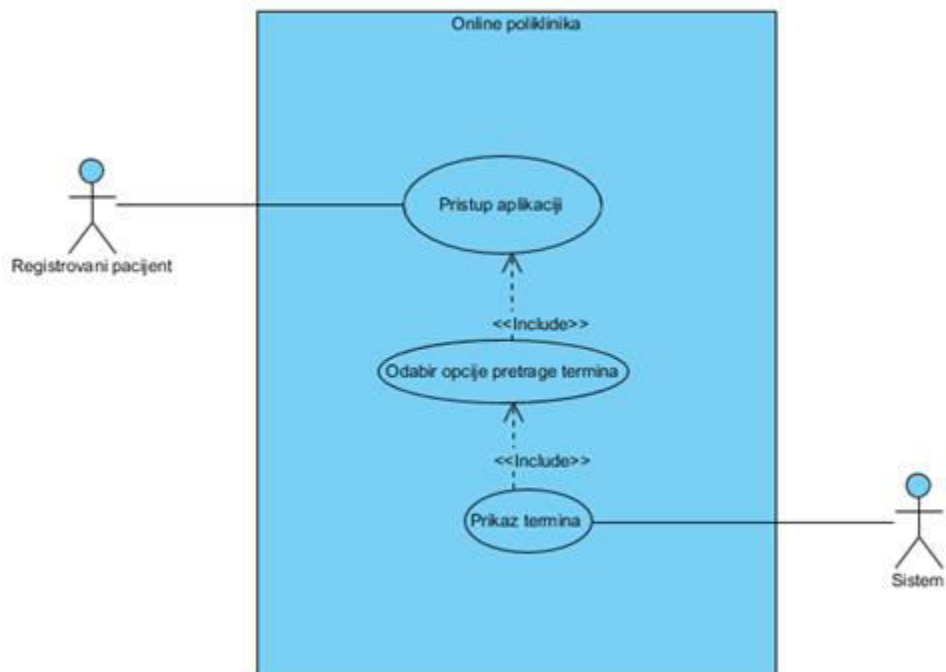 Online poliklinika
Pristup aplikaciji
Registrovani pacijent
<<Include>>
Odabir opcije pretrage termina
<<Include>>
Prikaz termina
Sistem